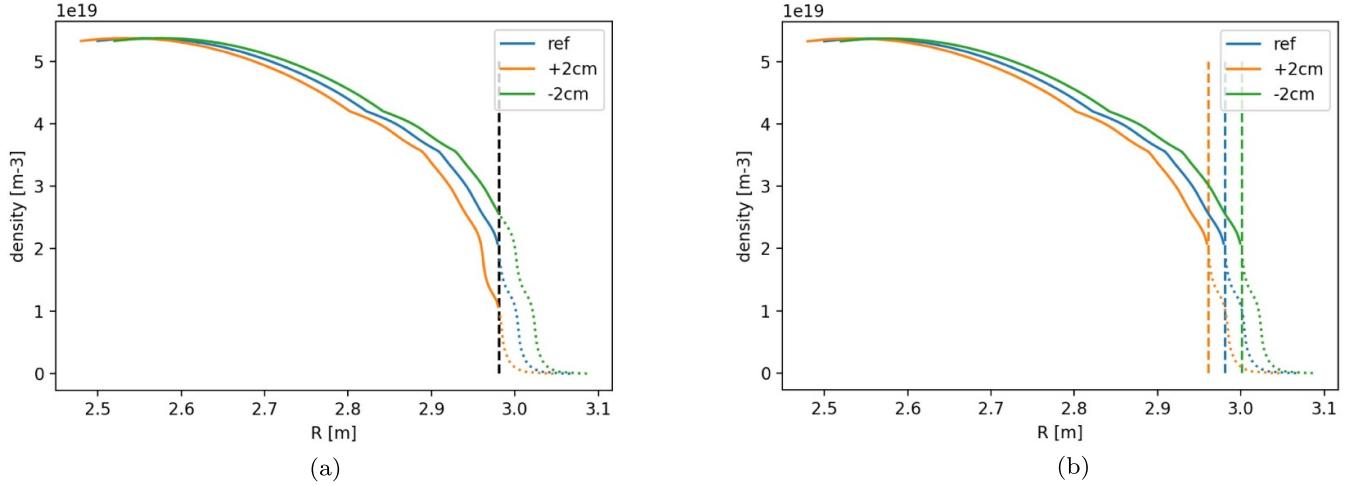 1e19
ref
+2cm
-2cm
5
4
3
2
1
0
density [m-3]
2.5 2.6 2.7 2.8 2.9 3.0 3.1
R [m]
(a)
1e19
ref
+2cm
-2cm
5
4
3
2
1
0
density [m-3]
2.5 2.6 2.7 2.8 2.9 3.0 3.1
R [m]
(b)